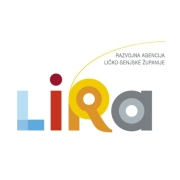 RAZVOJNA AGENCIJA
LIČKO-SENJSKE ŽUPANIJE
LiRa